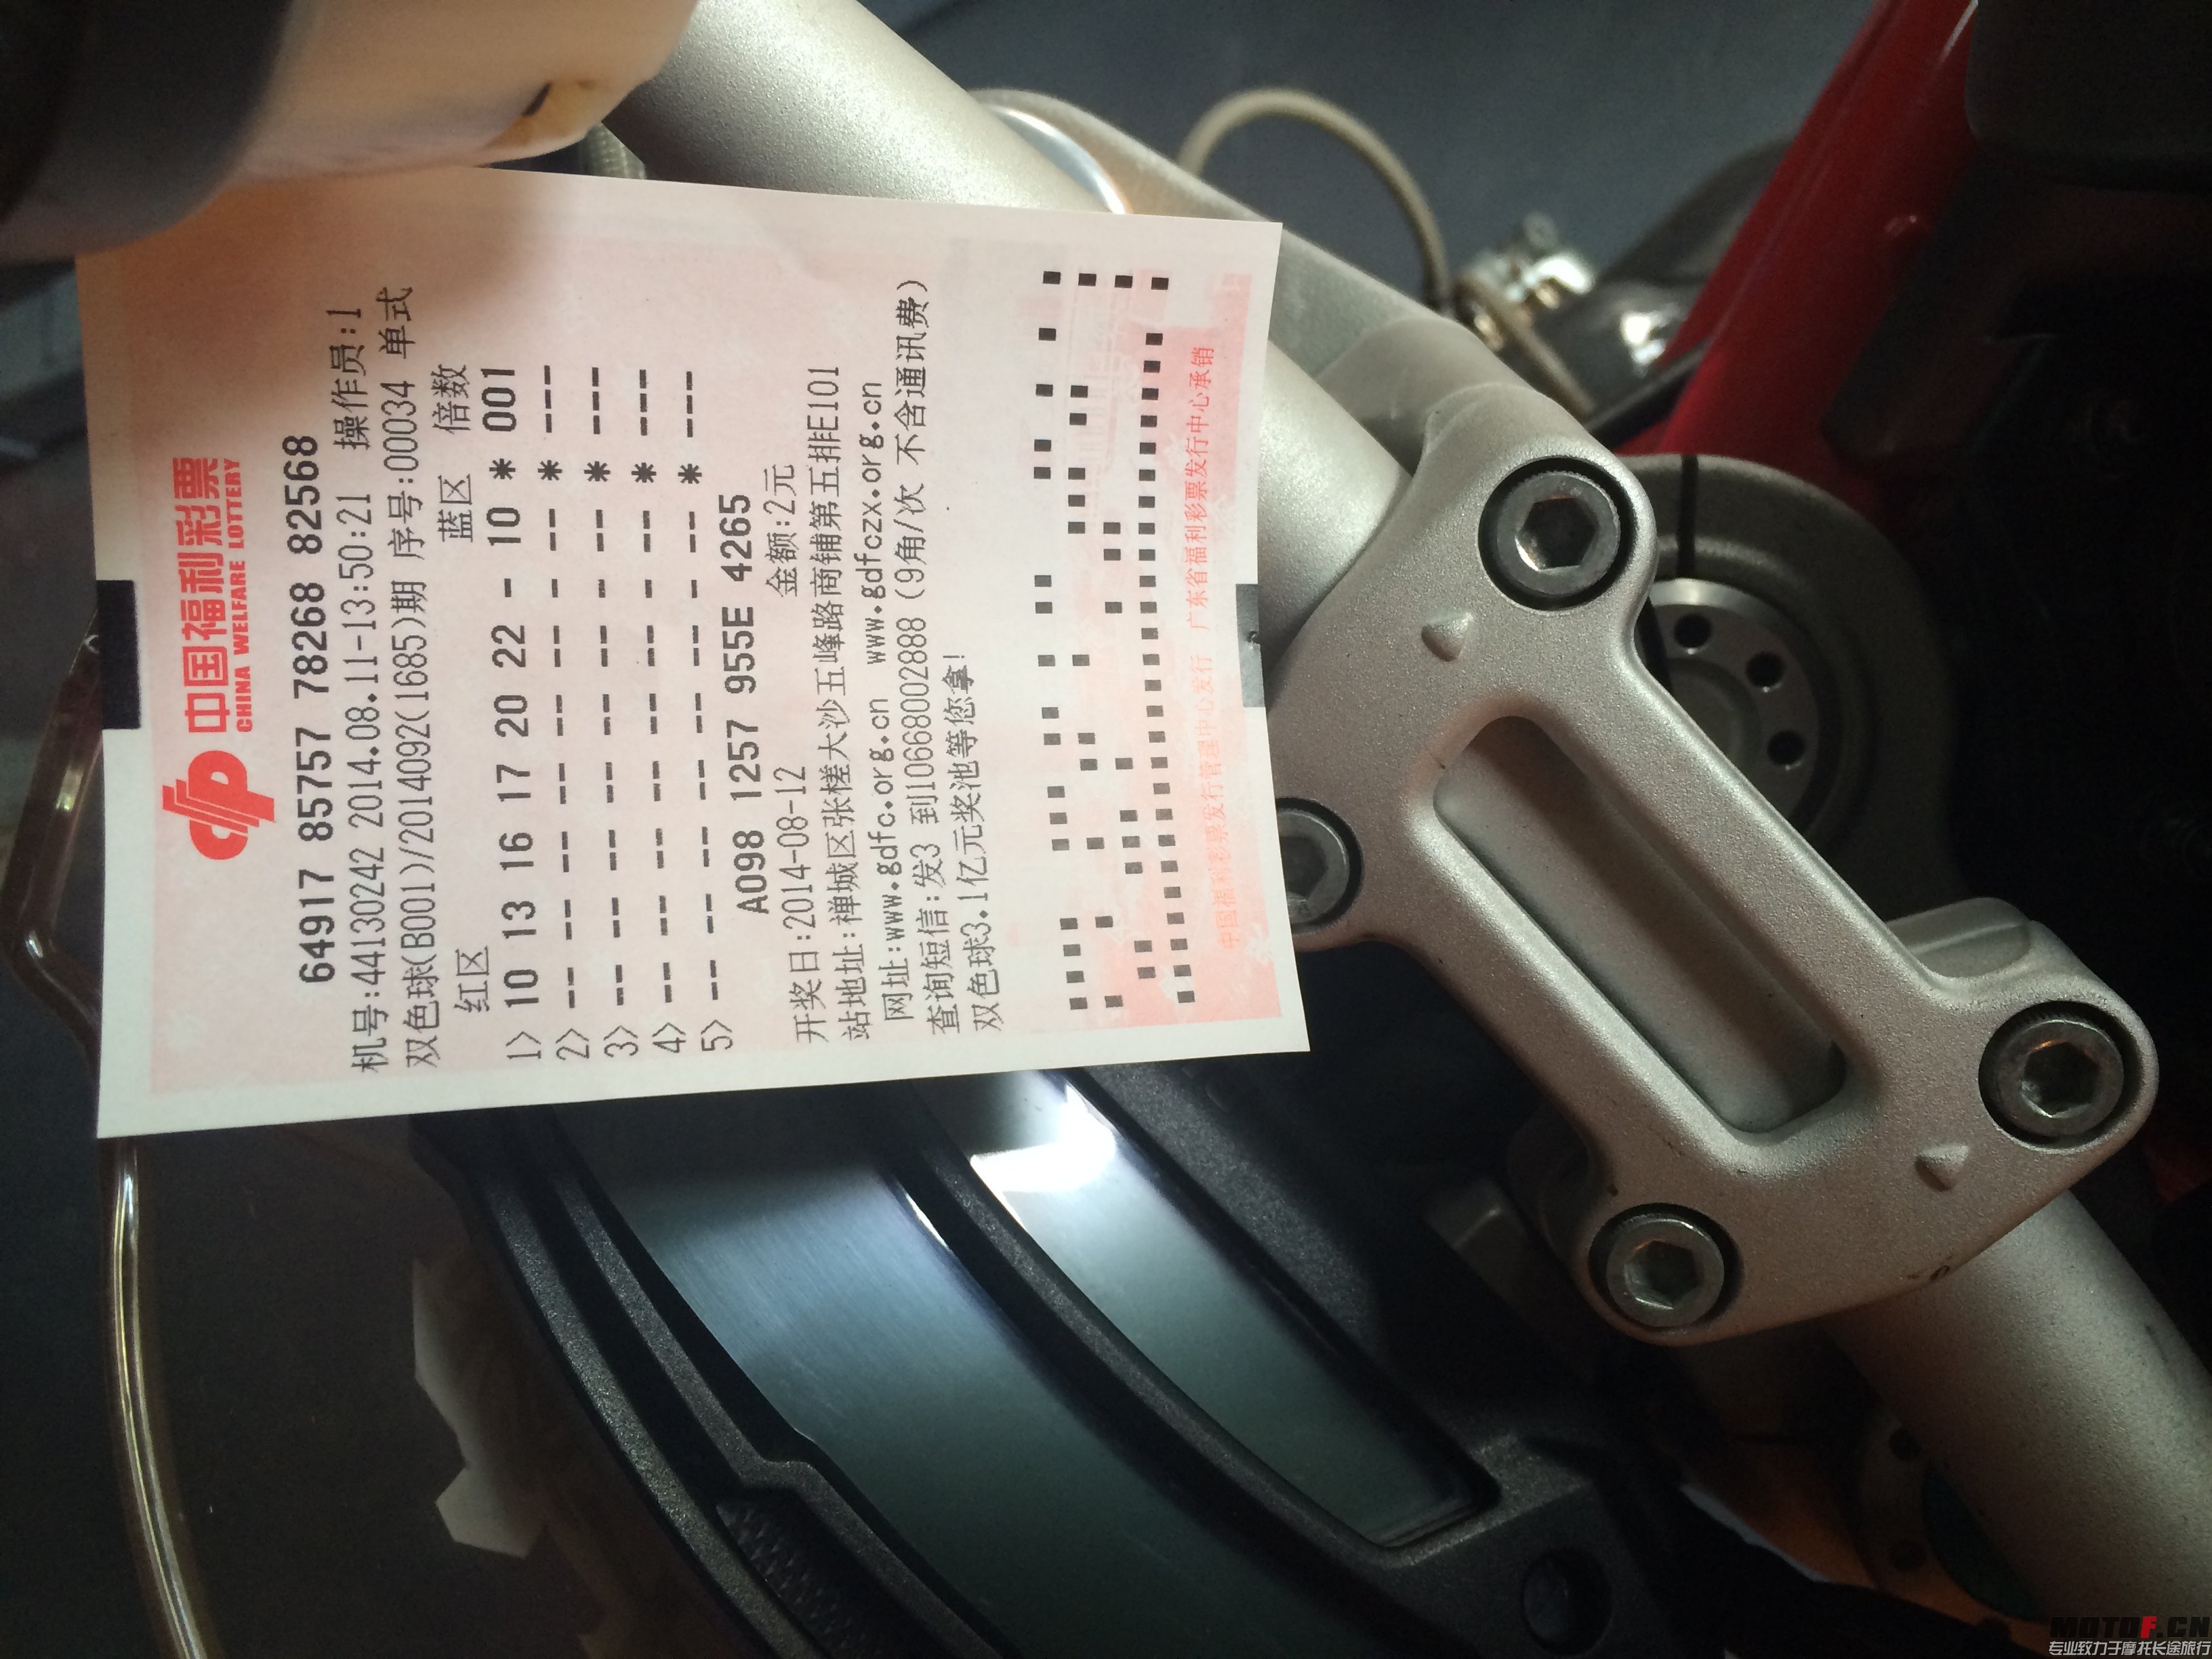 中国福利彩票
CHINA WELFARE LOTTERY
64917 85757 78268 82568
机号:44130242 2014.08.11-13:50:21 操作员:1
双色球(B001)/2014092(1685)期 序号:00034 单式
红区 蓝区 倍数
1> 10 13 16 17 20 22 - 10 * 001
2> -- -- -- -- -- -- - -- * ---
3> -- -- -- -- -- -- - -- * ---
4> -- -- -- -- -- -- - -- * ---
5> -- -- -- -- -- -- - -- * ---
A098 1257 955E 4265
开奖日:2014-08-12 金额:2元
站地址:禅城区张槎大沙五峰路商铺第五排E101
网址:www.gdfc.org.cn www.gdfczx.org.cn
查询短信:发3 到1066800 2888 (9角/次 不含通讯费)
双色球3.1亿元奖池等您拿!
中国福利彩票发行管理中心发行 广东省福利彩票发行中心承销
MOTOF.CN
专业致力于摩托长途旅行